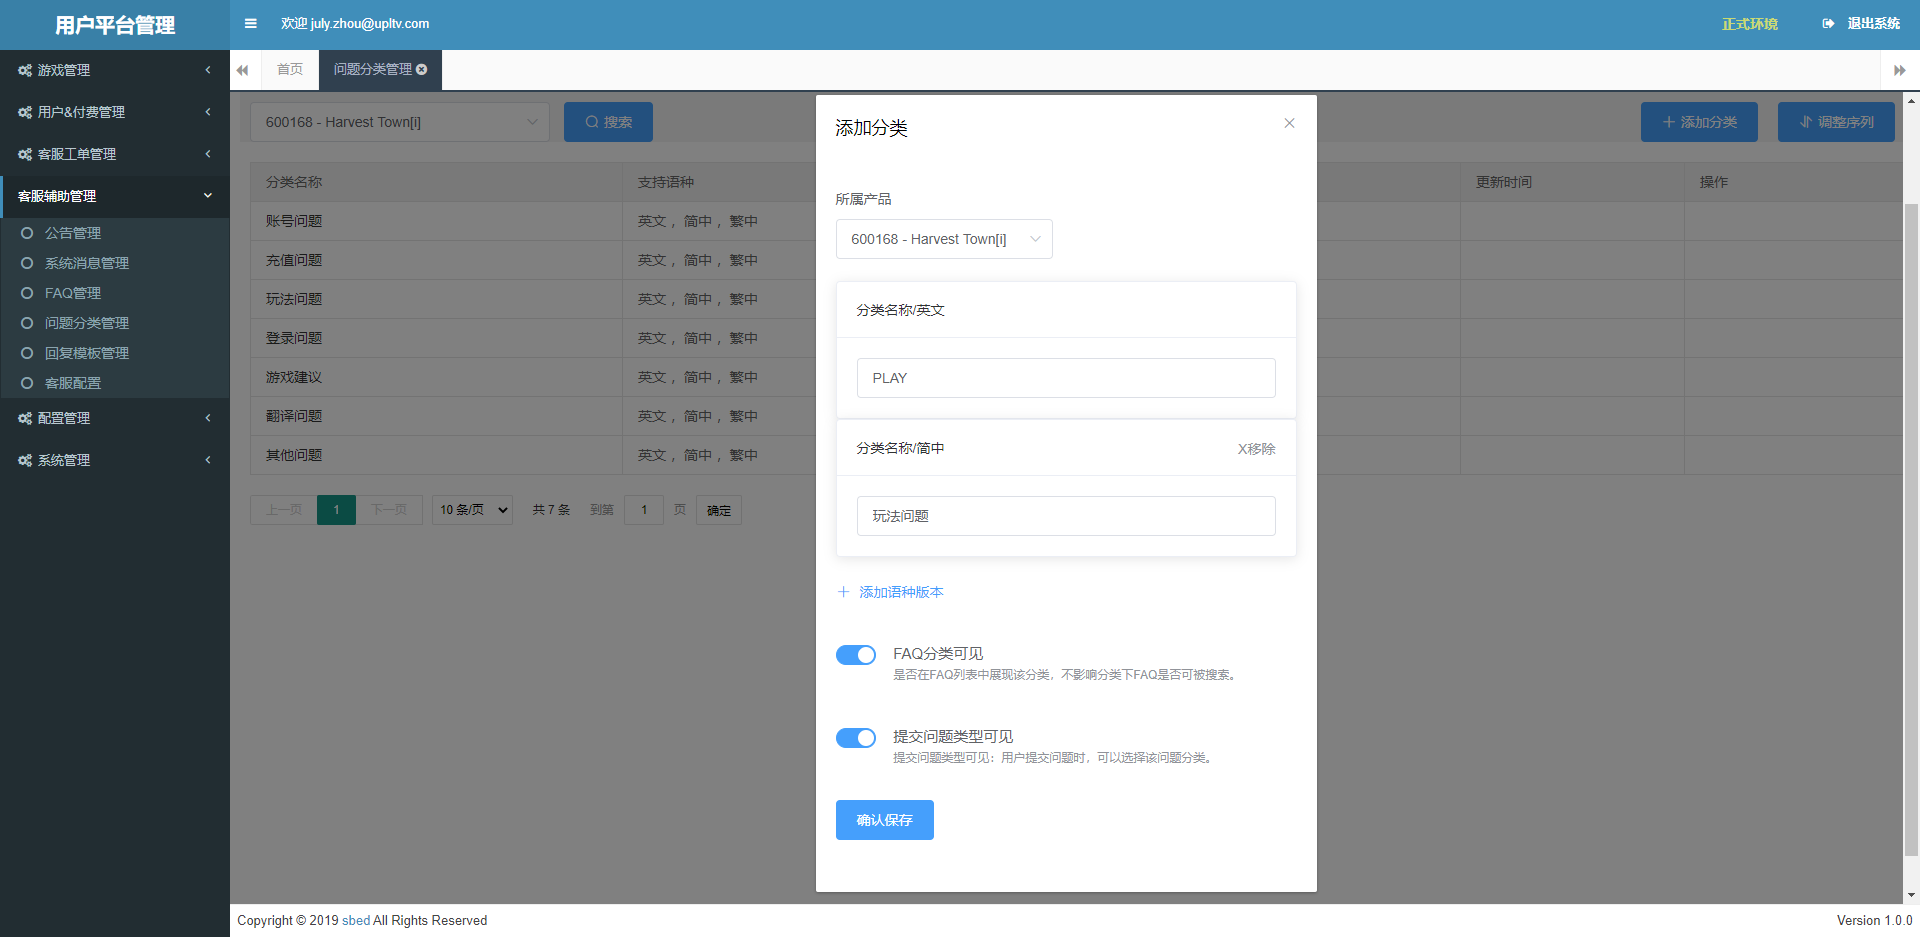 用户平台管理
欢迎 july.zhou@upltv.com
正式环境
退出系统
游戏管理
用户&付费管理
客服工单管理
客服辅助管理
公告管理
系统消息管理
FAQ管理
问题分类管理
回复模板管理
客服配置
配置管理
系统管理
首页
问题分类管理
600168 - Harvest Town[i]
搜索
添加分类
调整序列
分类名称 支持语种 更新时间 操作
账号问题 英文， 简中， 繁中
充值问题 英文， 简中， 繁中
玩法问题 英文， 简中， 繁中
登录问题 英文， 简中， 繁中
游戏建议 英文， 简中， 繁中
翻译问题 英文， 简中， 繁中
其他问题 英文， 简中， 繁中
上一页 1 下一页 10 条/页 共 7 条 到第 1 页 确定
添加分类
所属产品
600168 - Harvest Town[i]
分类名称/英文
PLAY
分类名称/简中 X移除
玩法问题
添加语种版本
FAQ分类可见
是否在FAQ列表中展现该分类，不影响分类下FAQ是否可被搜索。
提交问题类型可见
提交问题类型可见：用户提交问题时，可以选择该问题分类。
确认保存
Copyright © 2019 sbed All Rights Reserved
Version 1.0.0